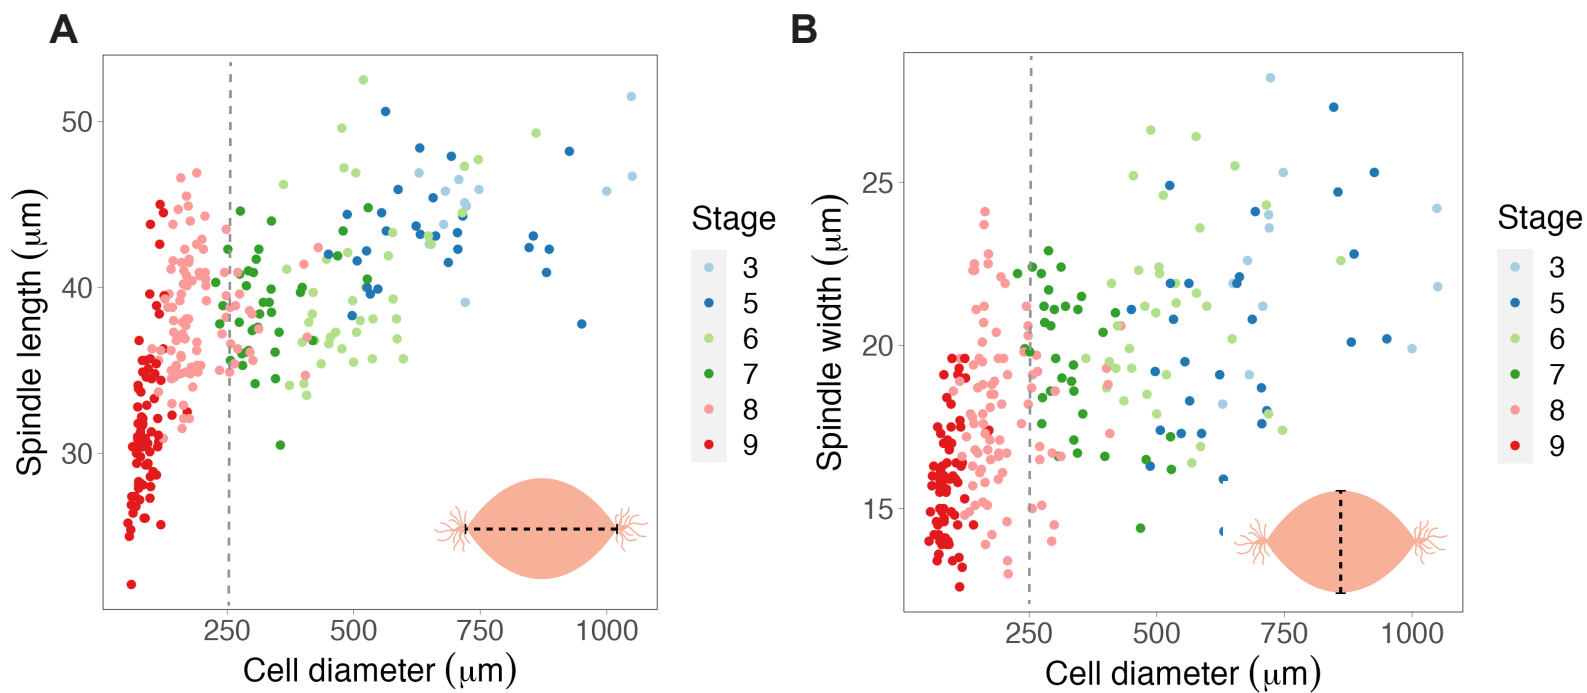 A
Spindle length (μm)
50
40
30
250 500 750 1000
Cell diameter (μm)
Stage
3
5
6
7
8
9
B
Spindle width (μm)
25
20
15
250 500 750 1000
Cell diameter (μm)
Stage
3
5
6
7
8
9